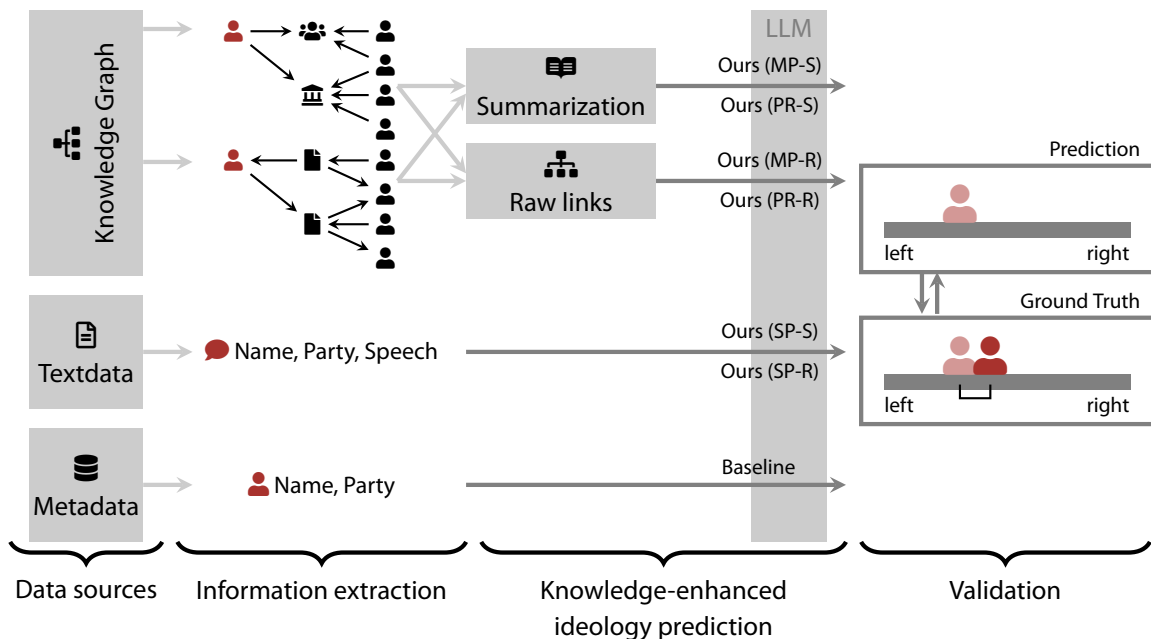 LLM
Knowledge Graph
Summarization
Ours (MP-S)
Ours (PR-S)
Raw links
Ours (MP-R)
Ours (PR-R)
Prediction
left right
Ground Truth
left right
Textdata
Name, Party, Speech
Ours (SP-S)
Ours (SP-R)
Metadata
Name, Party
Baseline
Data sources
Information extraction
Knowledge-enhanced
ideology prediction
Validation